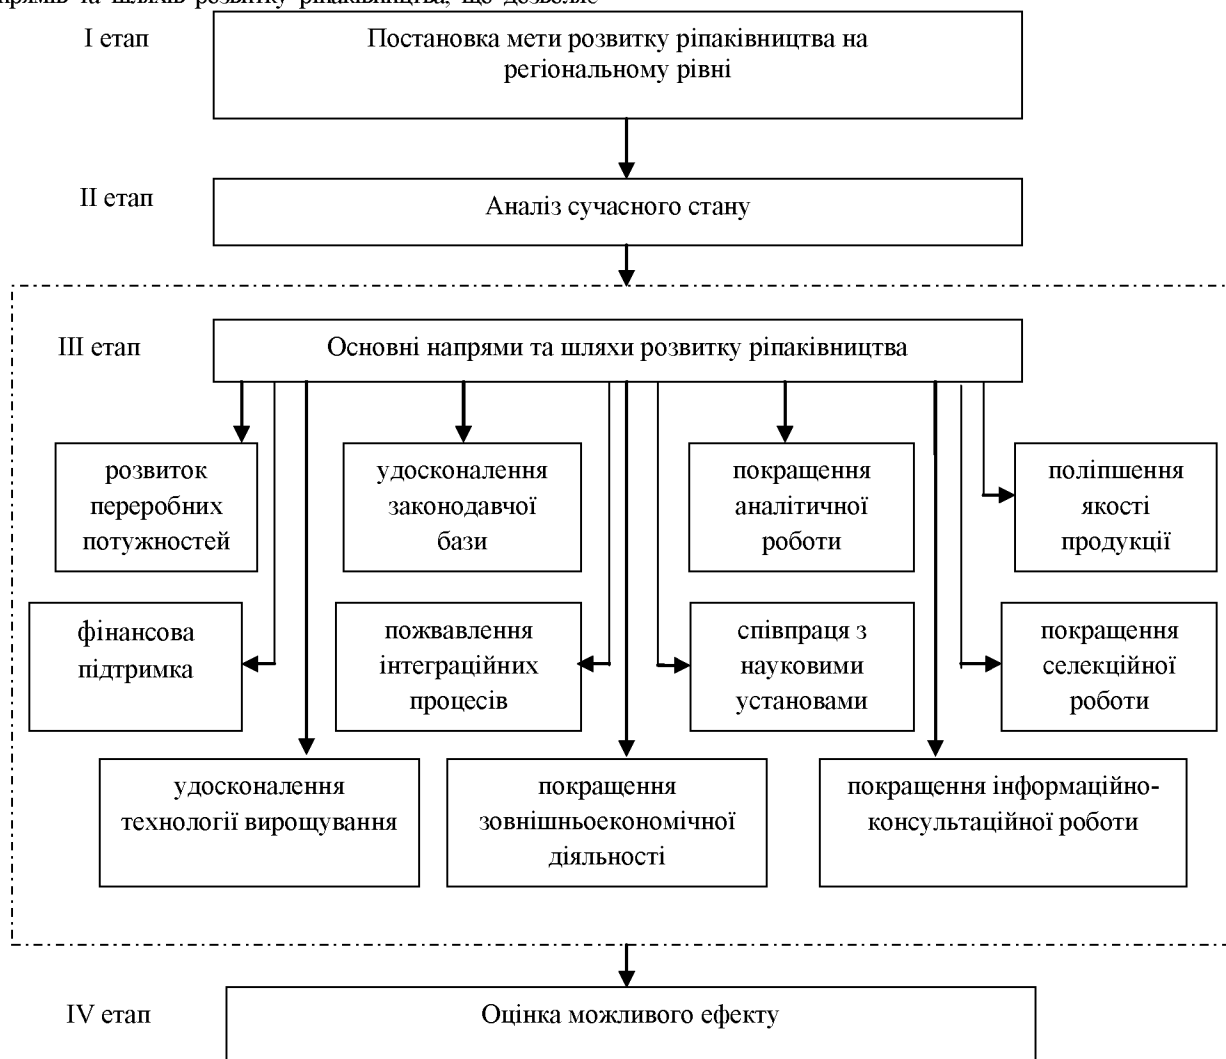 прямів та шляхів розвитку ріпаківництва, що дозволяє
I етап
Постановка мети розвитку ріпаківництва на
регіональному рівні
II етап
Аналіз сучасного стану
III етап
Основні напрями та шляхи розвитку ріпаківництва
розвиток
переробних
потужностей
удосконалення
законодавчої
бази
покращення
аналітичної
роботи
поліпшення
якості
продукції
фінансова
підтримка
пожвавлення
інтеграційних
процесів
співпраця з
науковими
установами
покращення
селекційної
роботи
удосконалення
технології вирощування
покращення
зовнішньоекономічної
діяльності
покращення інформаційно-
консультаційної роботи
IV етап
Оцінка можливого ефекту